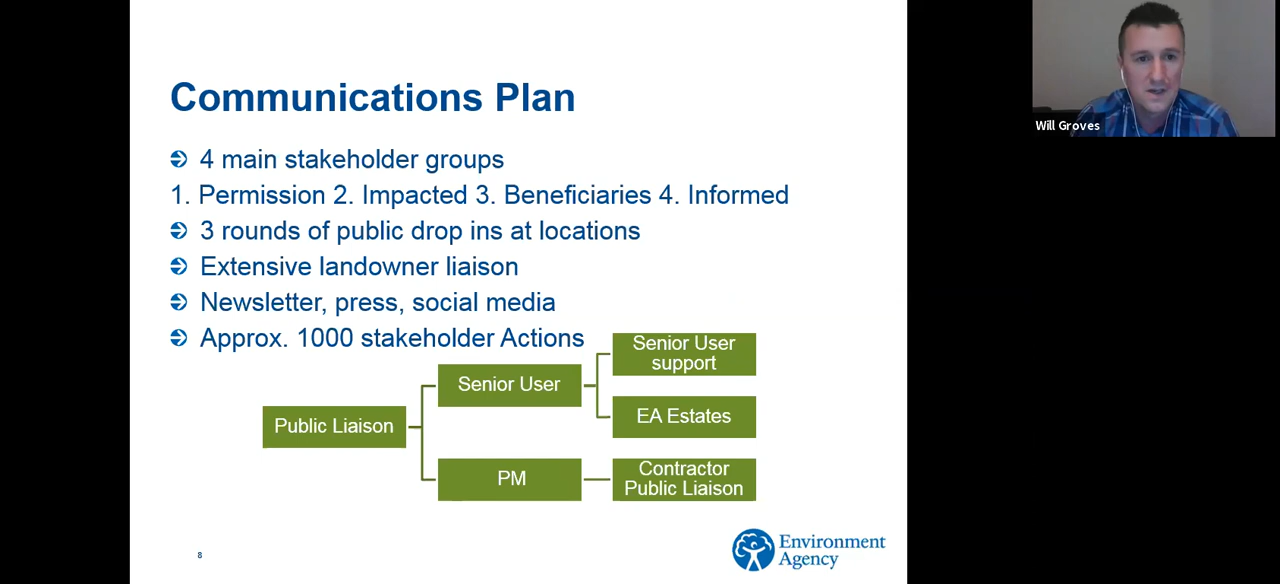 Communications Plan
4 main stakeholder groups
1. Permission 2. Impacted 3. Beneficiaries 4. Informed
3 rounds of public drop ins at locations
Extensive landowner liaison
Newsletter, press, social media
Approx. 1000 stakeholder Actions
Public Liaison
Senior User
Senior User
support
EA Estates
PM
Contractor
Public Liaison
8
Environment
Agency
Will Groves